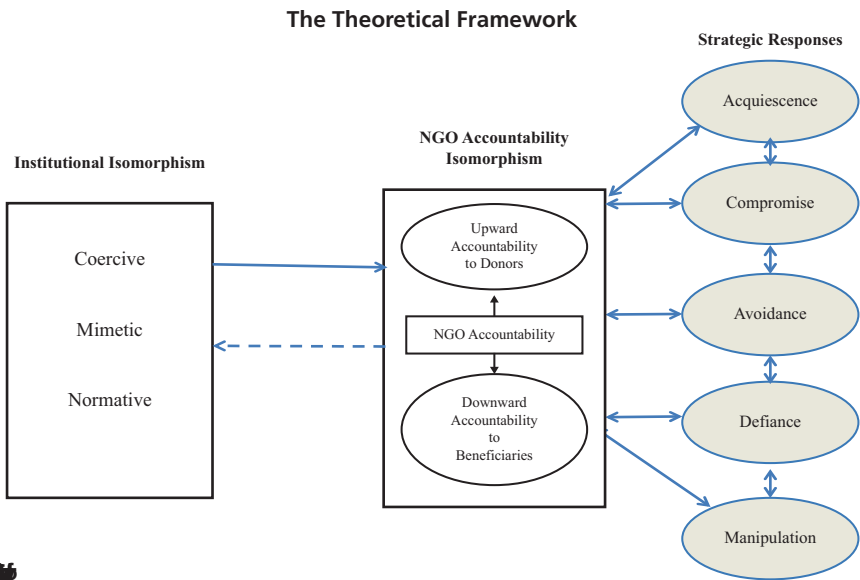 The Theoretical Framework
Strategic Responses
Acquiescence
NGO Accountability
Isomorphism
Institutional Isomorphism
Compromise
Upward
Accountability
to Donors
Coercive
Avoidance
Mimetic
NGO Accountability
Normative
Downward
Accountability
to
Beneficiaries
Defiance
Manipulation